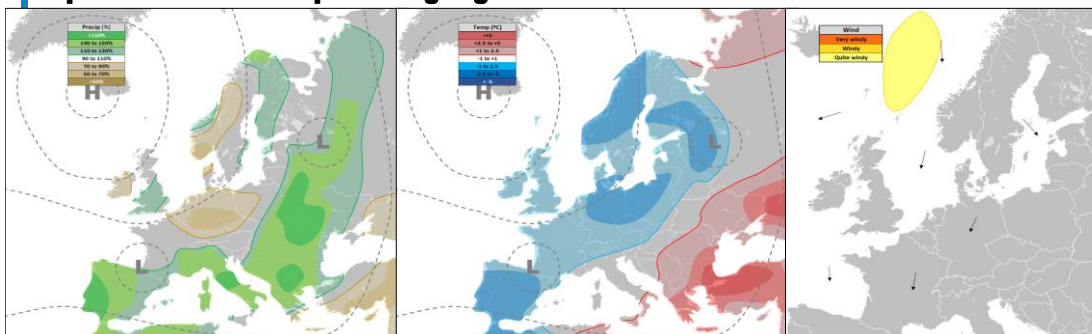 Precip (%)
>150%
130 to 150%
110 to 130%
90 to 110%
70 to 90%
50 to 70%
<50%
H
L
L
Temp (ºC)
>+5
+2.5 to +5
+1 to 2.5
-1 to +1
-1 to 2.5
-2.5 to -5
< -5
L
L
Wind
Very windy
Windy
Quite windy